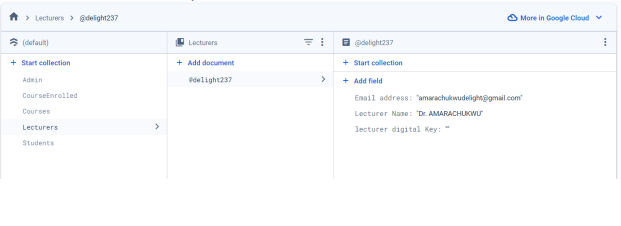 Lecturers > @delight237
More in Google Cloud
(default)
Lecturers
@delight237
+ Start collection
+ Add document
+ Start collection
Admin
@delight237
+ Add field
CourseEnrolled
Email address: "amarachukwudelight@gmail.com"
Courses
Lecturer Name: "Dr. AMARACHUKWU"
Lecturers
lecturer digital Key: ""
Students